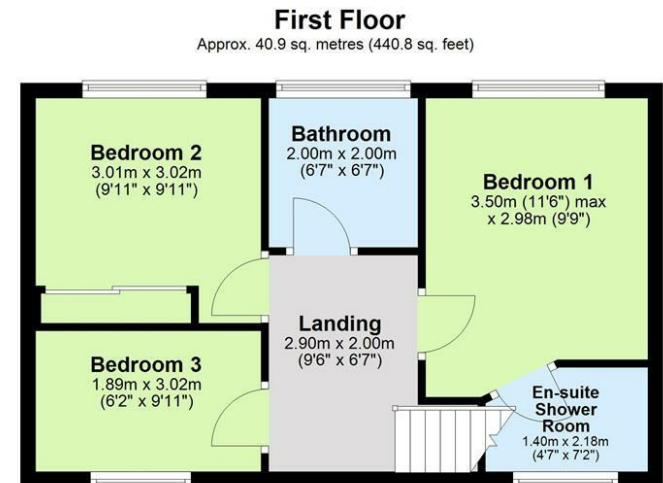 First Floor
Approx. 40.9 sq. metres (440.8 sq. feet)
Bedroom 2
3.01m x 3.02m
(9'11" x 9'11")
Bathroom
2.00m x 2.00m
(6'7" x 6'7")
Bedroom 1
3.50m (11'6") max
x 2.98m (9'9")
Landing
2.90m x 2.00m
(9'6" x 6'7")
Bedroom 3
1.89m x 3.02m
(6'2" x 9'11")
En-suite
Shower
Room
1.40m x 2.18m
(4'7" x 7'2")